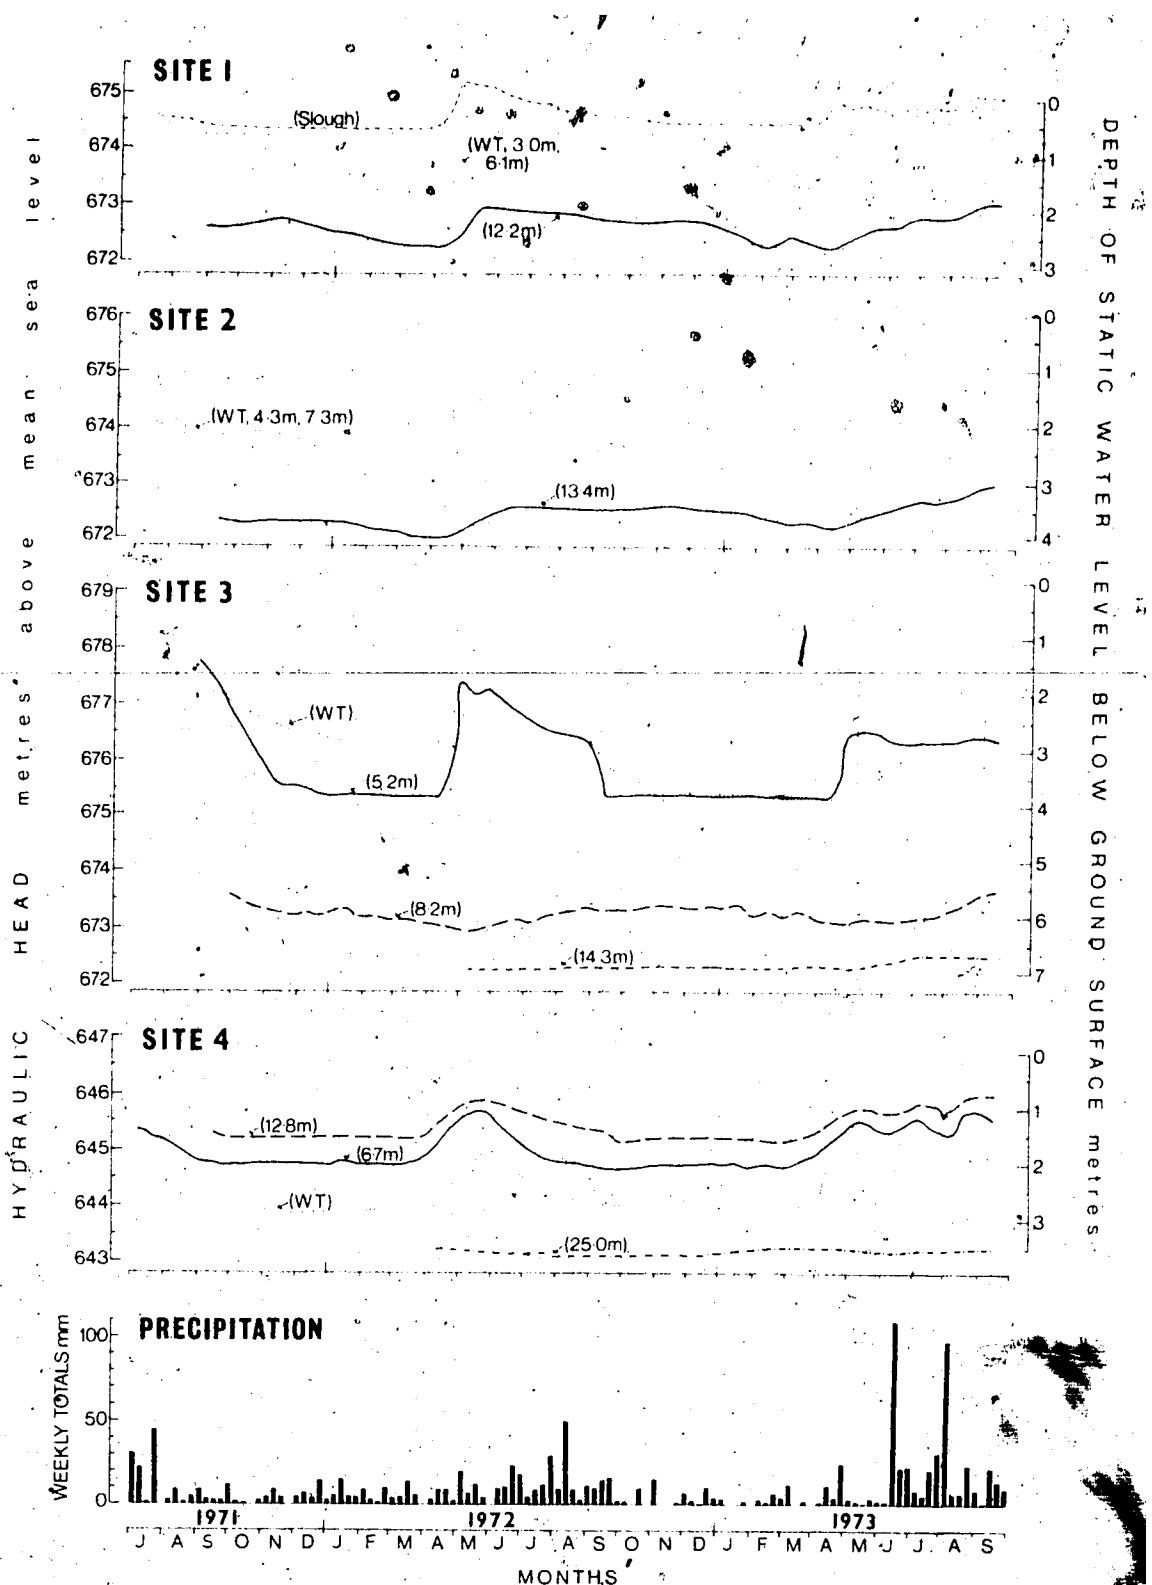 SITE 1
675
674
673
672
(Slough)
(WT, 3.0m,
6.1m)
(12.2m)
0
1
2
3
SITE 2
676
675
674
673
672
(WT, 4.3m, 7.3m)
(13.4m)
0
1
2
3
4
SITE 3
679
678
677
676
675
674
673
672
(WT)
(5.2m)
(8.2m)
(14.3m)
0
1
2
3
4
5
6
7
SITE 4
647
646
645
644
643
(12.8m)
(6.7m)
(WT)
(25.0m)
0
1
2
3
HYDRAULIC HEAD metres above mean sea level
DEPTH OF STATIC WATER LEVEL BELOW GROUND SURFACE metres
PRECIPITATION
WEEKLY TOTALS mm
100
50
0
1971 1972 1973
J A S O N D J F M A M J J A S O N D J F M A M J J A S
MONTHS